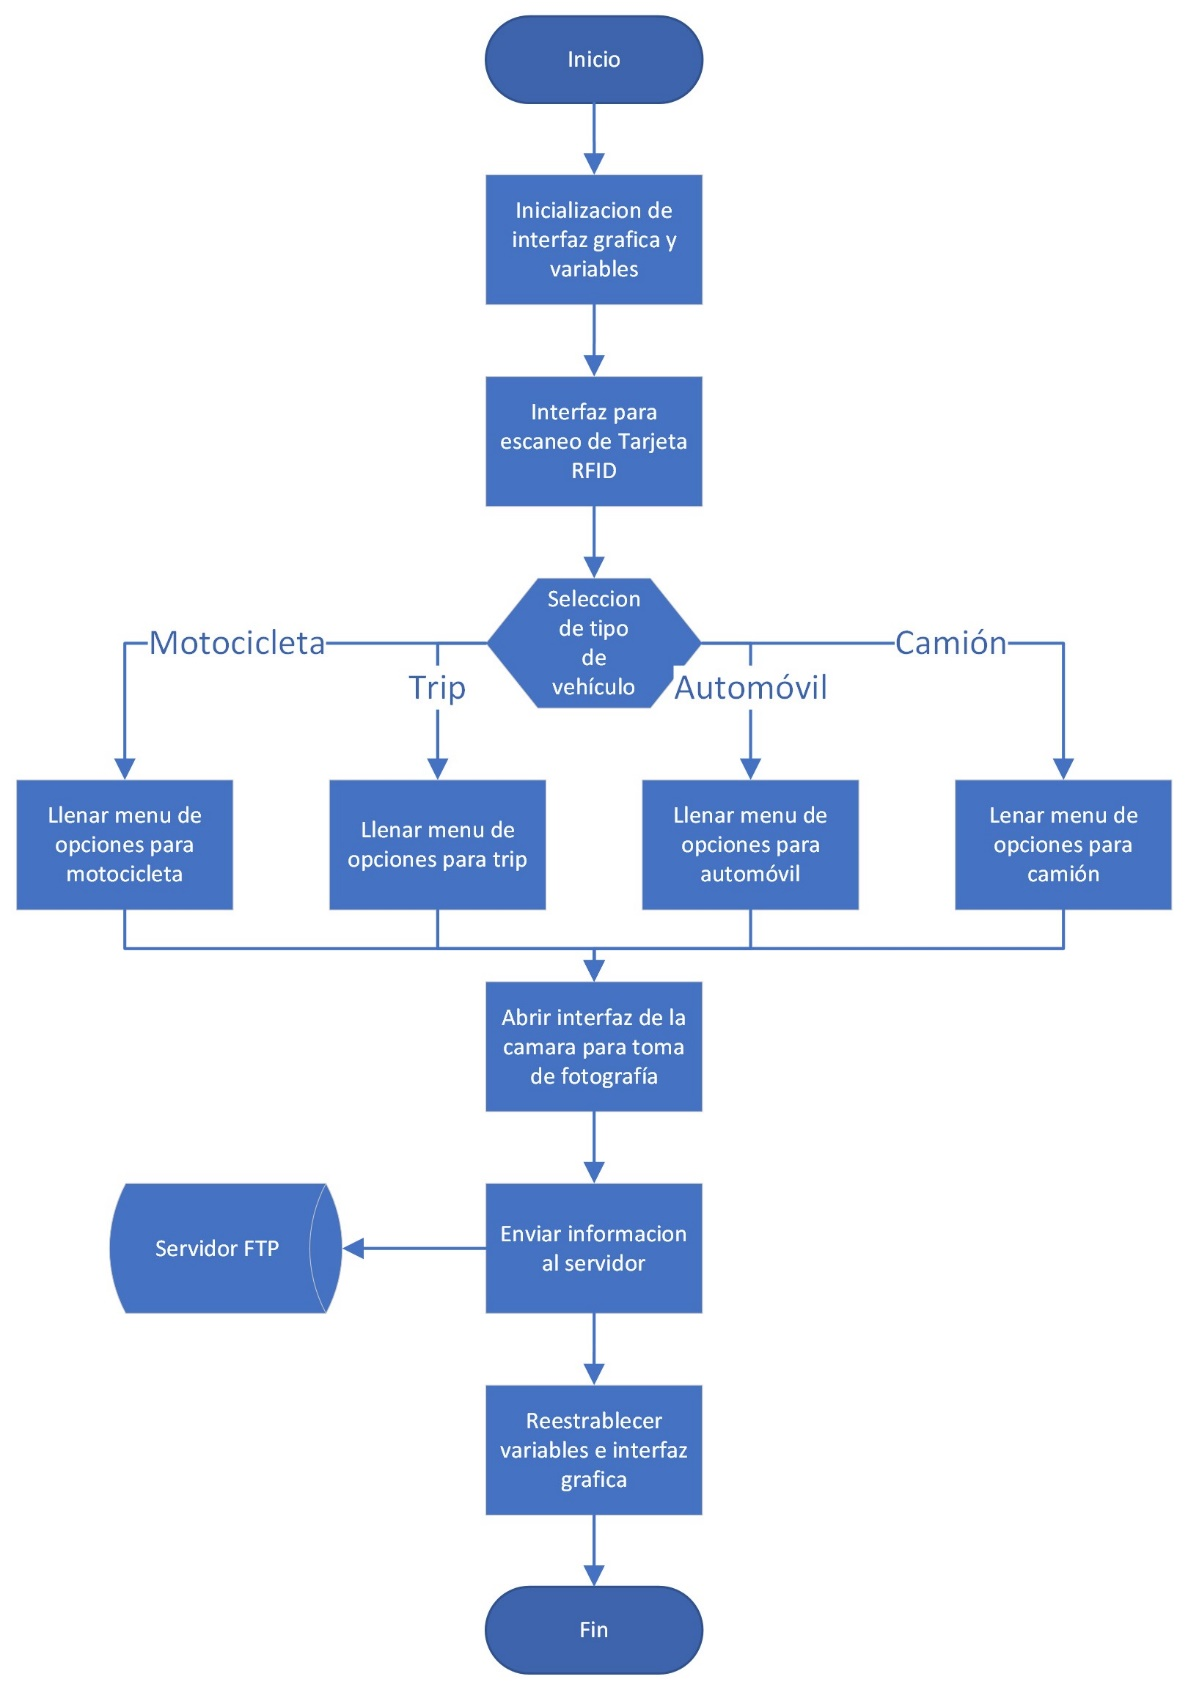 Inicio
Inicializacion de
interfaz grafica y
variables
Interfaz para
escaneo de Tarjeta
RFID
Seleccion
de tipo
de
vehículo
Motocicleta
Trip
Automóvil
Camión
Llenar menu de
opciones para
motocicleta
Llenar menu de
opciones para trip
Llenar menu de
opciones para
automóvil
Lenar menu de
opciones para
camión
Abrir interfaz de la
camara para toma
de fotografía
Servidor FTP
Enviar informacion
al servidor
Reestrablecer
variables e interfaz
grafica
Fin